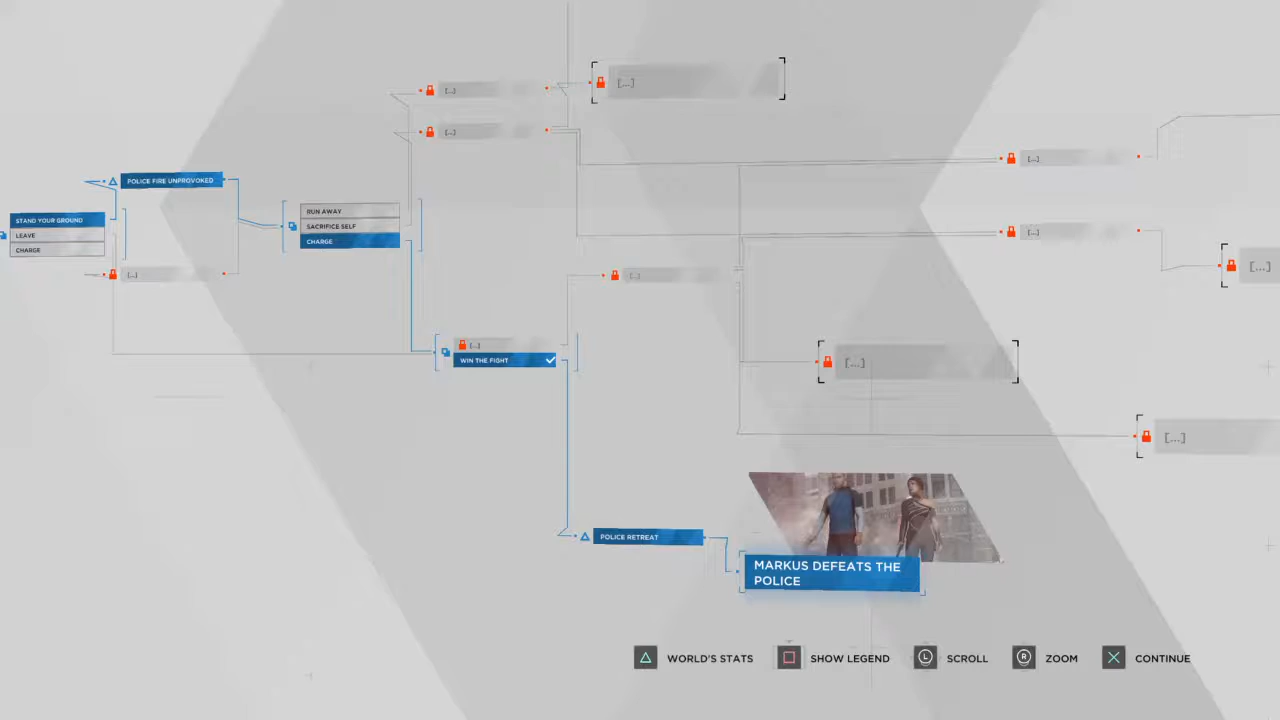 [...]
[...]
[...]
[...]
POLICE FIRE UNPROVOKED
STAND YOUR GROUND
LEAVE
CHARGE
RUN AWAY
SACRIFICE SELF
CHARGE
[...]
[...]
[...]
[...]
[...]
WIN THE FIGHT
[...]
[...]
POLICE RETREAT
MARKUS DEFEATS THE
POLICE
WORLD'S STATS
SHOW LEGEND
L
SCROLL
R
ZOOM
CONTINUE